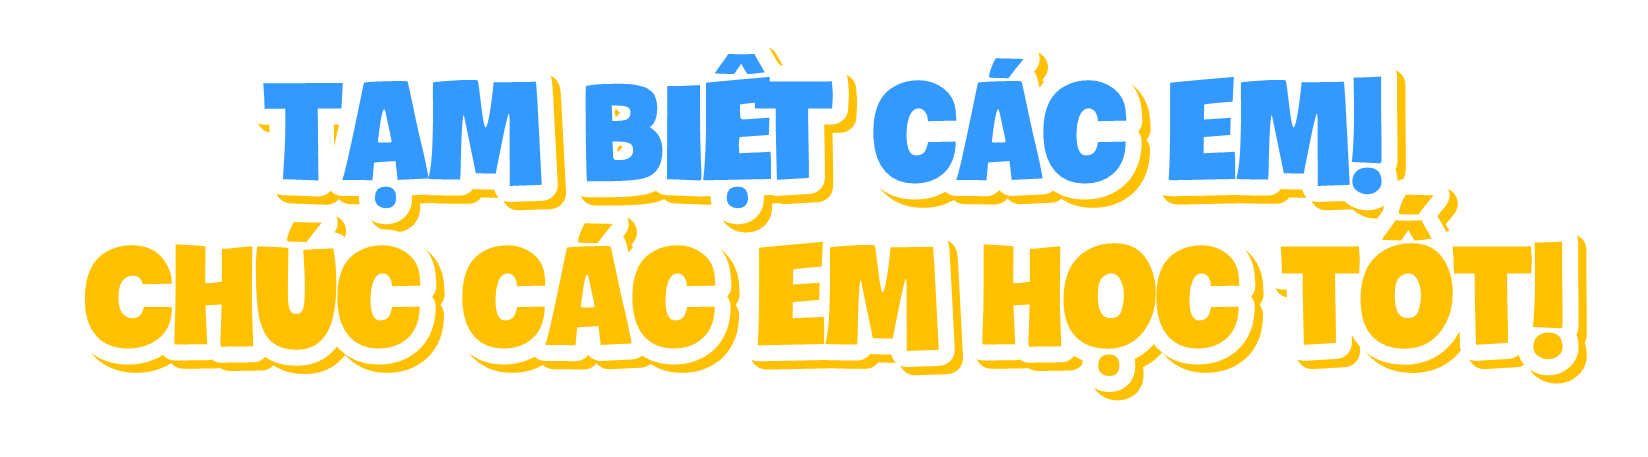 TẠM BIỆT CÁC EM!
CHÚC CÁC EM HỌC TỐT!